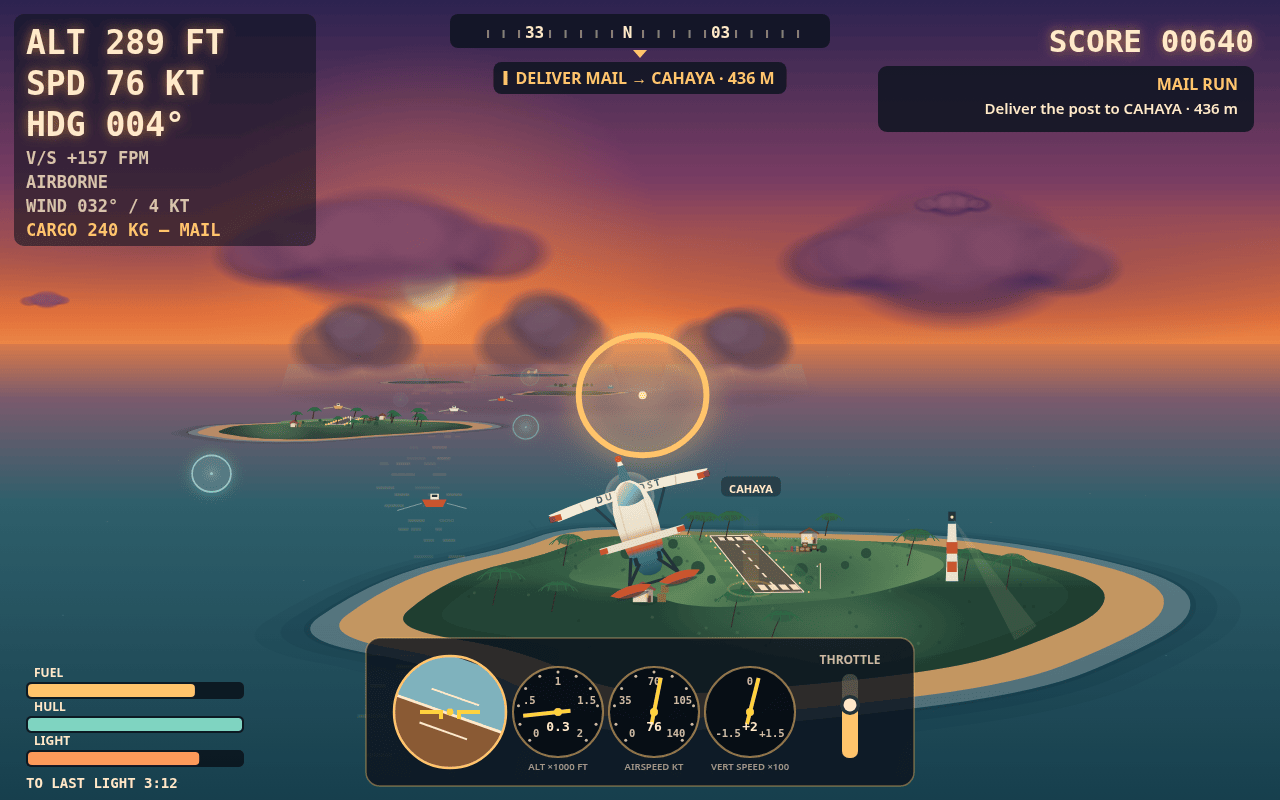 ALT 289 FT
SPD 76 KT
HDG 004°
V/S +157 FPM
AIRBORNE
WIND 032° / 4 KT
CARGO 240 KG — MAIL
33 N 03
DELIVER MAIL → CAHAYA · 436 M
SCORE 00640
MAIL RUN
Deliver the post to CAHAYA · 436 m
CAHAYA
FUEL
HULL
LIGHT
TO LAST LIGHT 3:12
0 .5 1 1.5 2
0.3
ALT ×1000 FT
0 35 70 105 140
76
AIRSPEED KT
-1.5 0 +1.5
+2
VERT SPEED ×100
THROTTLE